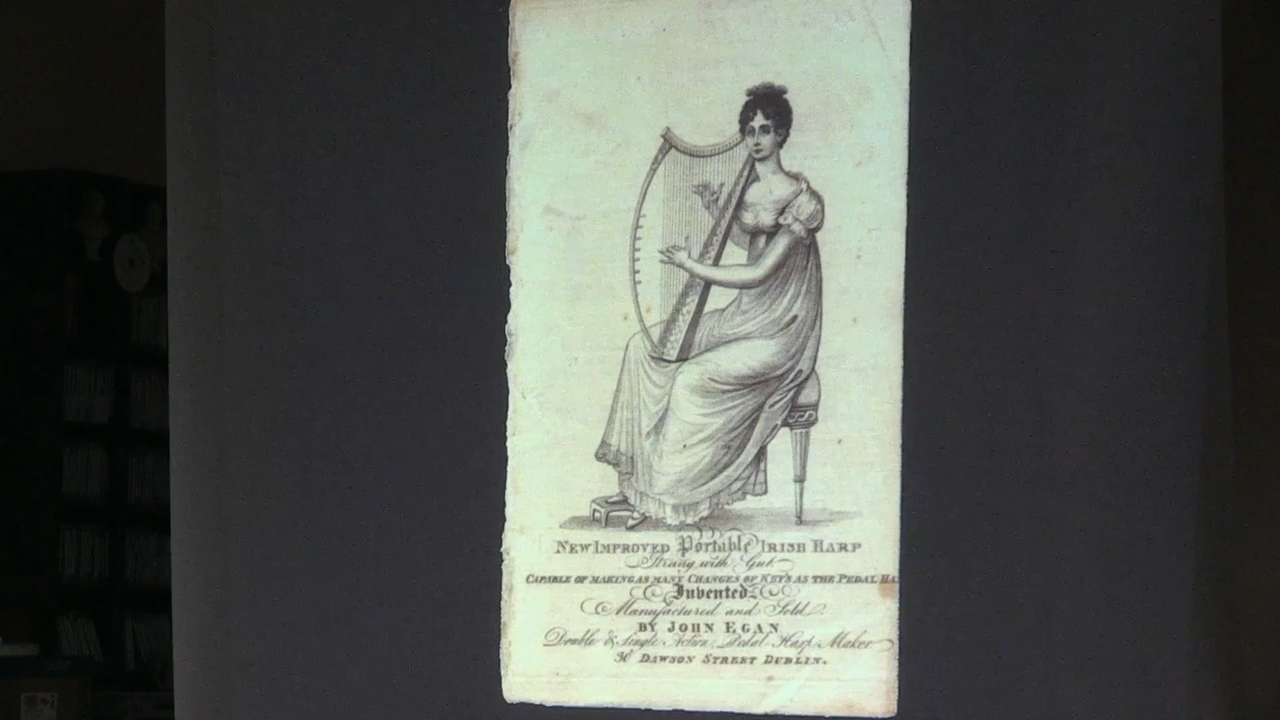 NEW IMPROVED Portable IRISH HARP
Strung with Gut
CAPABLE OF MAKING AS MANY CHANGES OF KEYS AS THE PEDAL HA
Invented
Manufactured and Sold
BY JOHN EGAN
Double & Single Action Pedal Harp Maker
30 DAWSON STREET DUBLIN.